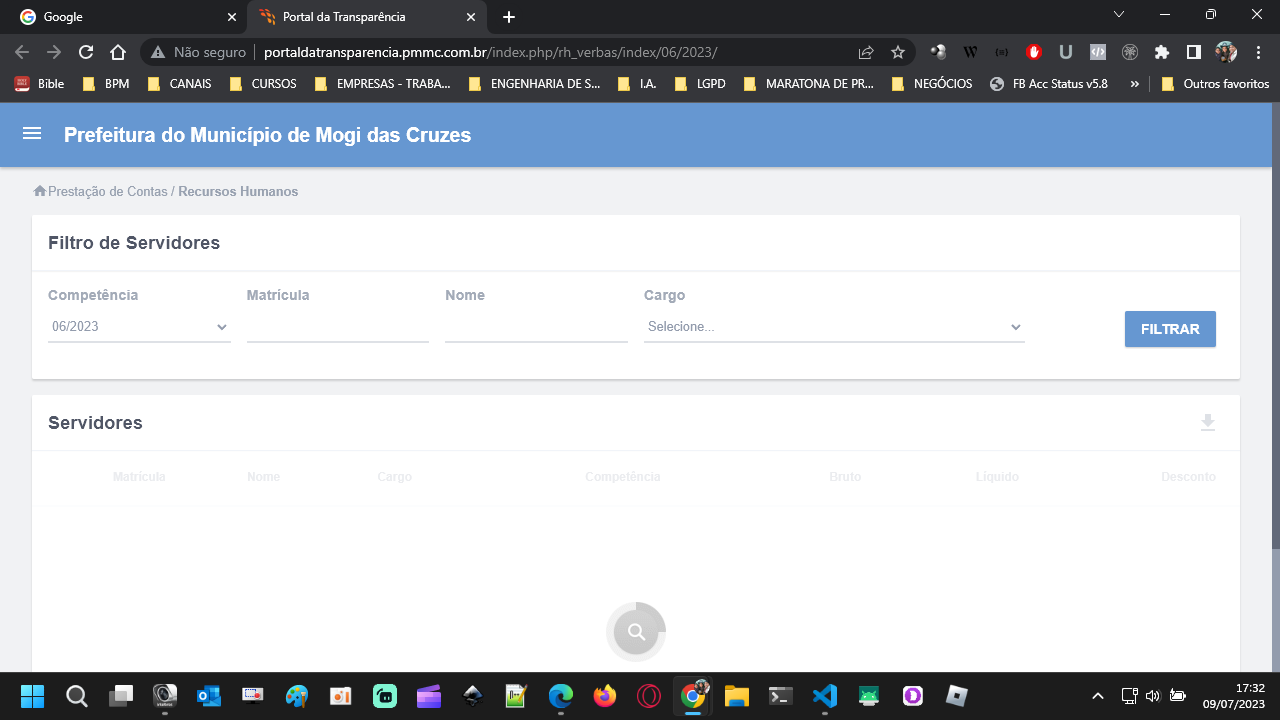 Google
Portal da Transparência
Não seguro
portaldatransparencia.pmmc.com.br/index.php/rh_verbas/index/06/2023/
Bible
BPM
CANAIS
CURSOS
EMPRESAS - TRABA...
ENGENHARIA DE S...
I.A.
LGPD
MARATONA DE PR...
NEGÓCIOS
FB Acc Status v5.8
»
Outros favoritos
Prefeitura do Município de Mogi das Cruzes
Prestação de Contas / Recursos Humanos
Filtro de Servidores
Competência Matrícula Nome Cargo
06/2023 Selecione... FILTRAR
Servidores
Matrícula Nome Cargo Competência Bruto Líquido Desconto
17:32
09/07/2023